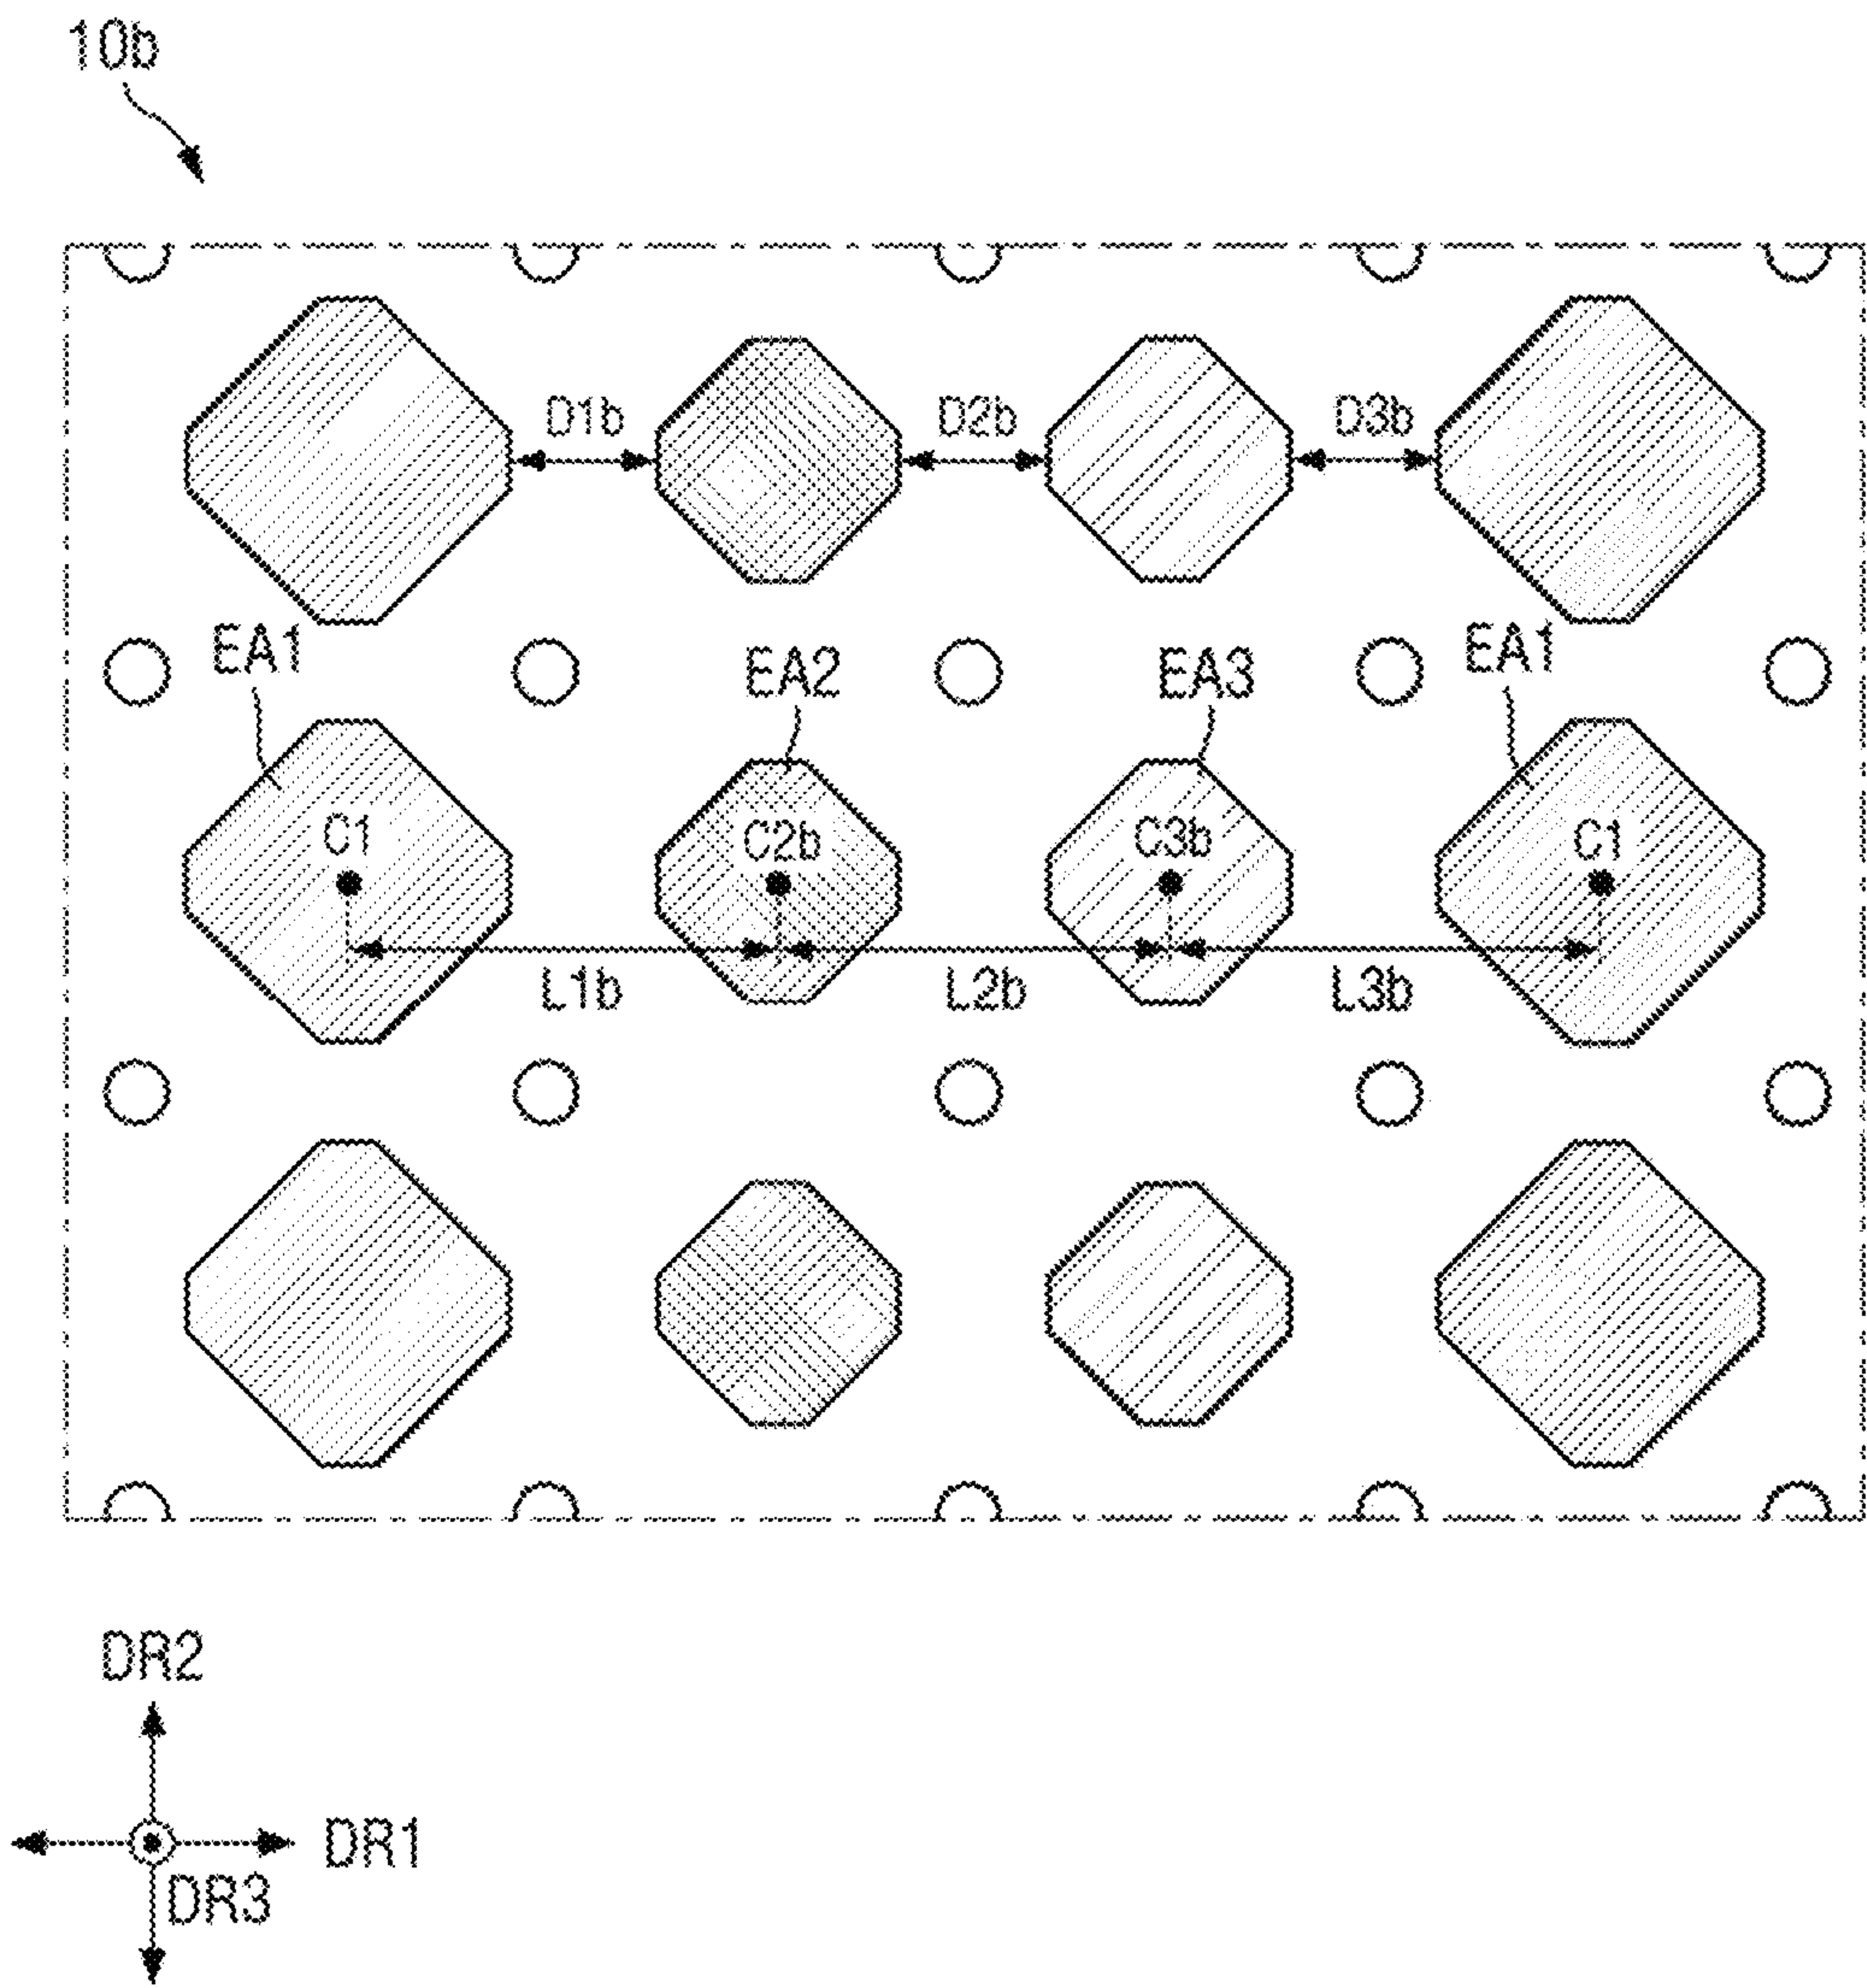 10b
D1b D2b D3b
EA1 EA2 EA3 EA1
C1 C2b C3b C1
L1b L2b L3b
DR2
DR1
DR3